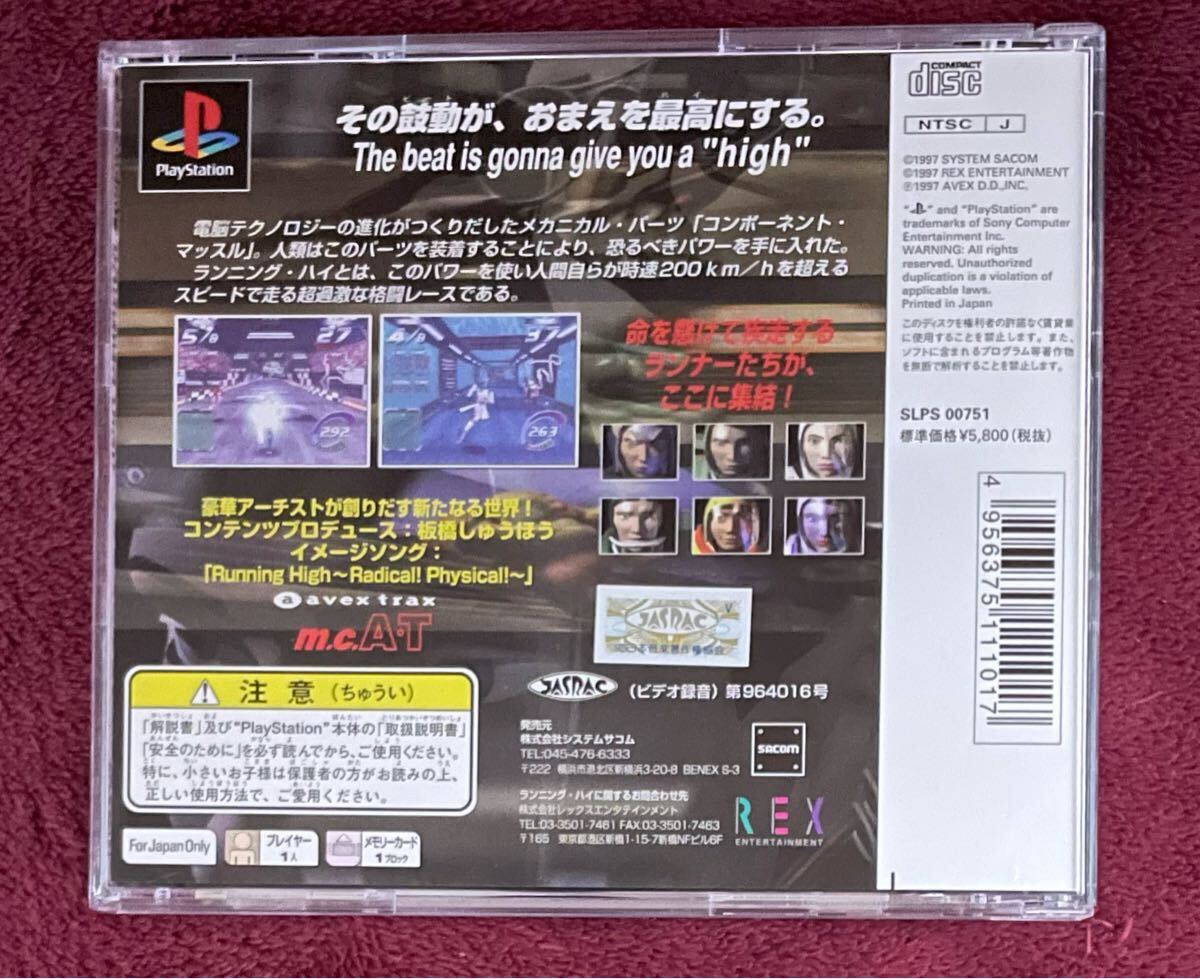 PlayStation
その鼓動が、おまえを最高にする。
The beat is gonna give you a "high"
電脳テクノロジーの進化がつくりだしたメカニカル・パーツ「コンポーネント・
マッスル」。人類はこのパーツを装着することにより、恐るべきパワーを手に入れた。
ランニング・ハイとは、このパワーを使い人間自らが時速200km/hを超える
スピードで走る超過激な格闘レースである。
5/8 27
292
4/8 37
263
命を懸けて疾走する
ランナーたちが、
ここに集結!
豪華アーチストが創りだす新たなる世界!
コンテンツプロデュース:板橋しゅうほう
イメージソング:
「Running High~Radical! Physical!~」
a avex trax
m.c.A・T
JASRAC
JASRAC (ビデオ録音)第964016号
注意(ちゅうい)
「解説書」及び"PlayStation"本体の「取扱説明書」
「安全のために」を必ず読んでから、ご使用ください。
特に、小さいお子様は保護者の方がお読みの上、
正しい使用方法で、ご愛用ください。
For Japan Only
プレイヤー
1人
メモリーカード
1ブロック
発売元
株式会社システムサコム
TEL:045-476-6333
〒222 横浜市港北区新横浜3-20-8 BENEX S-3
SACOM
ランニング・ハイに関するお問合わせ先
株式会社レックスエンタテインメント
TEL:03-3501-7461 FAX.03-3501-7463
〒165 東京都港区新橋1-15-7新橋NFビル6F
REX
ENTERTAINMENT
COMPACT
disc
NTSC J
©1997 SYSTEM SACOM
©1997 REX ENTERTAINMENT
℗1997 AVEX D.D.,INC.
"PS" and "PlayStation" are
trademarks of Sony Computer
Entertainment Inc.
WARNING: All rights
reserved. Unauthorized
duplication is a violation of
applicable laws.
Printed in Japan
このディスクを権利者の許諾なく賃貸業
に使用することを禁止します。また、
ソフトに含まれるプログラム等著作物
を無断で解析することを禁止します。
SLPS 00751
標準価格¥5,800(税抜)
4 956375 111017